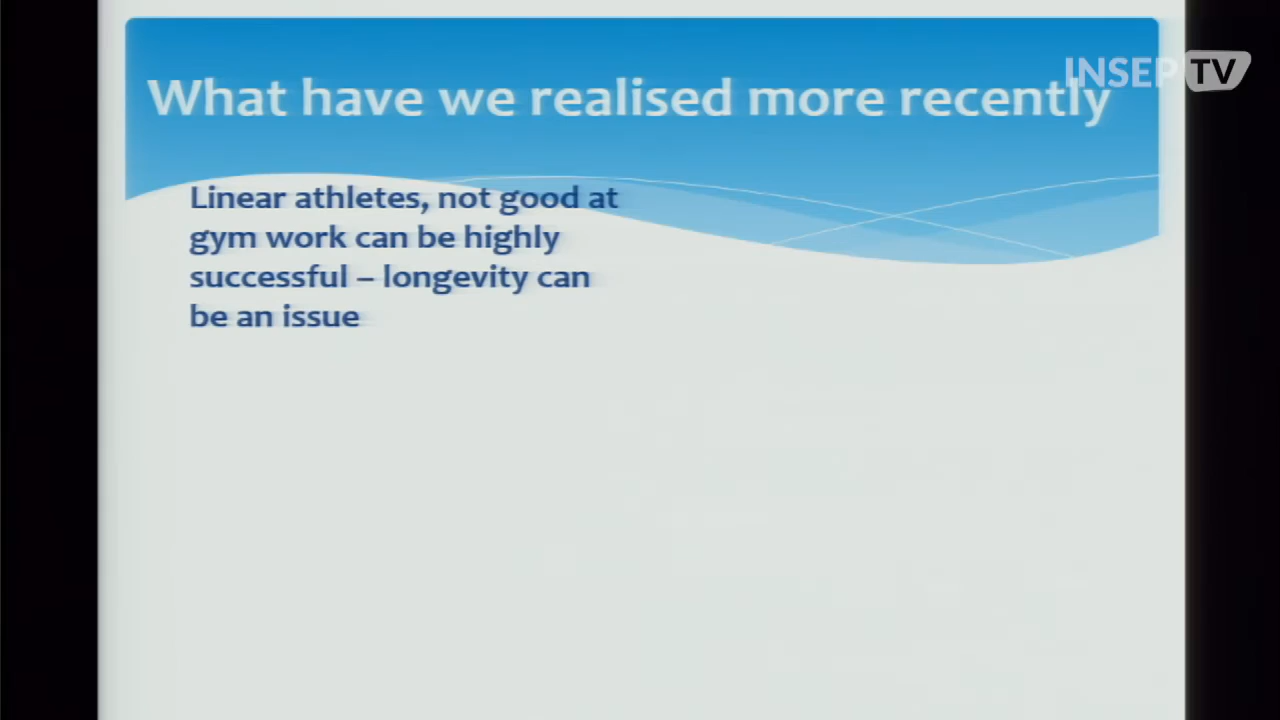 INSEP TV
What have we realised more recently
Linear athletes, not good at
gym work can be highly
successful – longevity can
be an issue